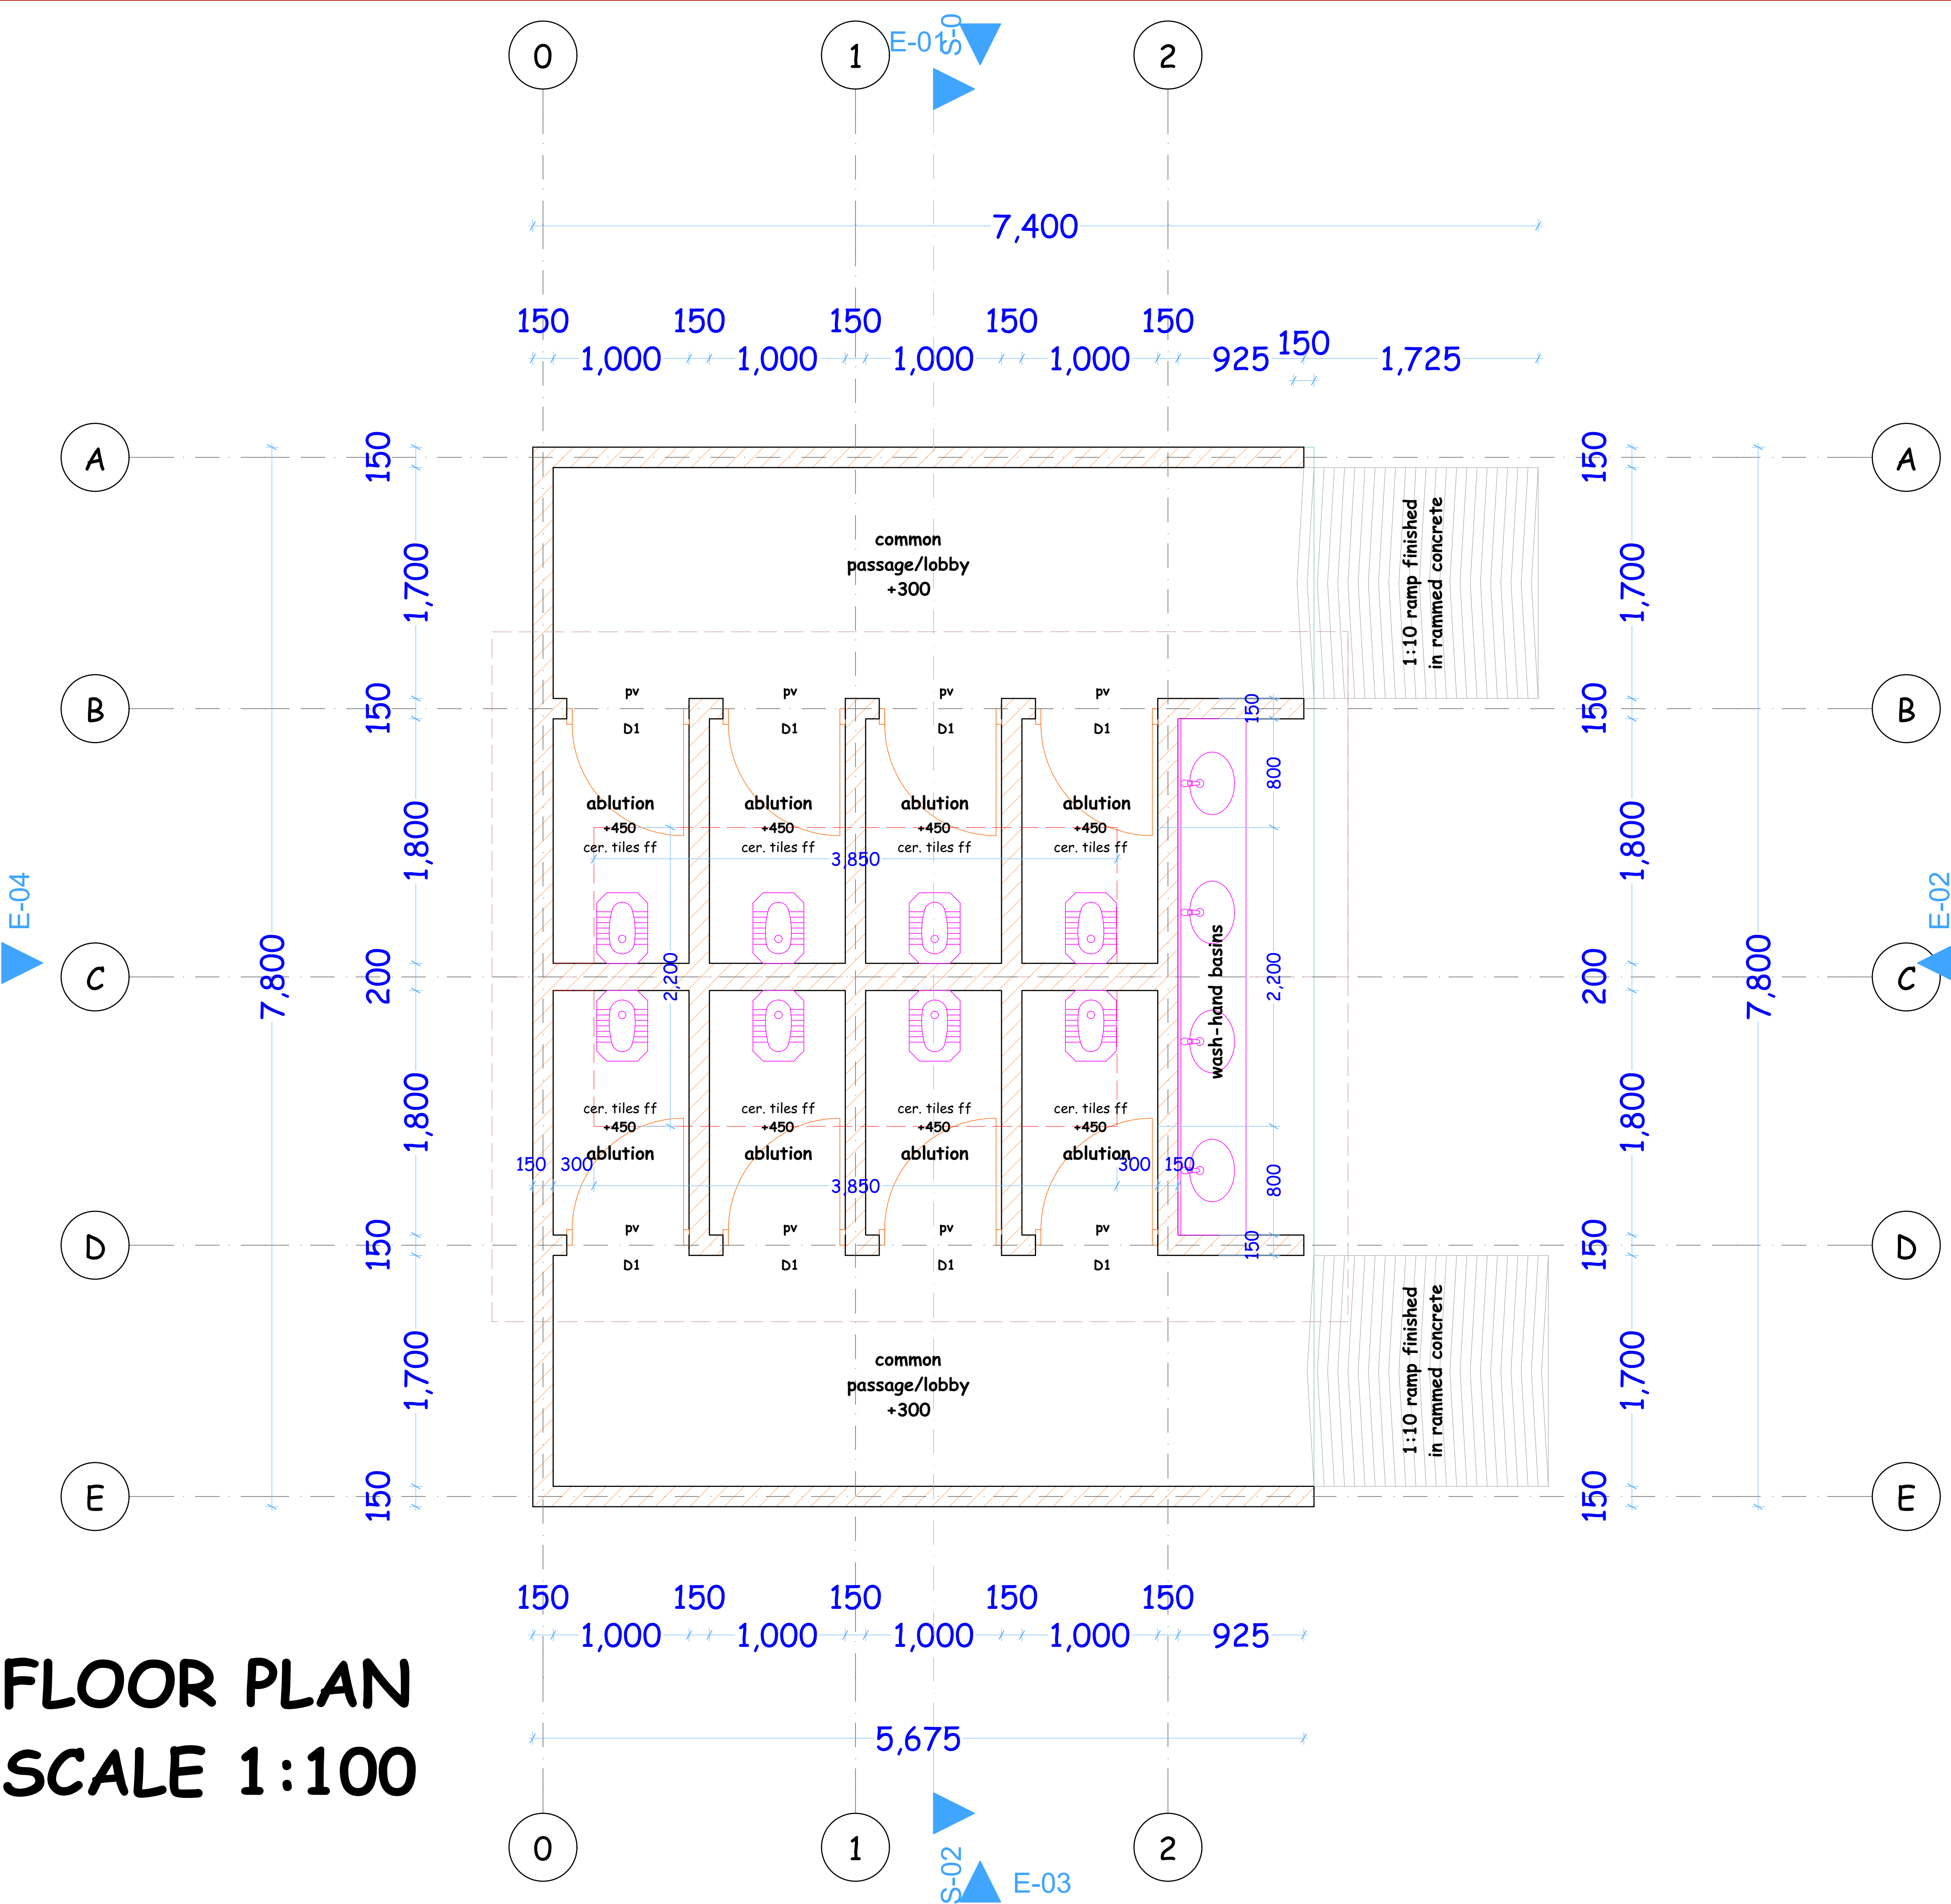 0 1 2
E-01
S-0
7,400
150 150 150 150 150
150
1,000 1,000 1,000 1,000 925 1,725
A 150 150 A
common
passage/lobby
+300
1,700 1,700
1:10 ramp finished
in rammed concrete
pv pv pv pv
B 150 150 150 B
D1 D1 D1 D1
800
ablution ablution ablution ablution
+450 +450 +450 +450
cer. tiles ff cer. tiles ff cer. tiles ff cer. tiles ff
1,800 1,800
3,850
E-04 E-02
7,800 7,800
C 200 2,200 2,200 200 C
wash-hand basins
cer. tiles ff cer. tiles ff cer. tiles ff cer. tiles ff
+450 +450 +450 +450
1,800 1,800
ablution ablution ablution ablution
150 300 300 150
3,850
800
pv pv pv pv
D 150 150 150 D
D1 D1 D1 D1
common
passage/lobby
+300
1,700 1,700
1:10 ramp finished
in rammed concrete
E 150 150 E
150 150 150 150 150
1,000 1,000 1,000 1,000 925
5,675
FLOOR PLAN
SCALE 1:100
0 1 2
S-02
E-03